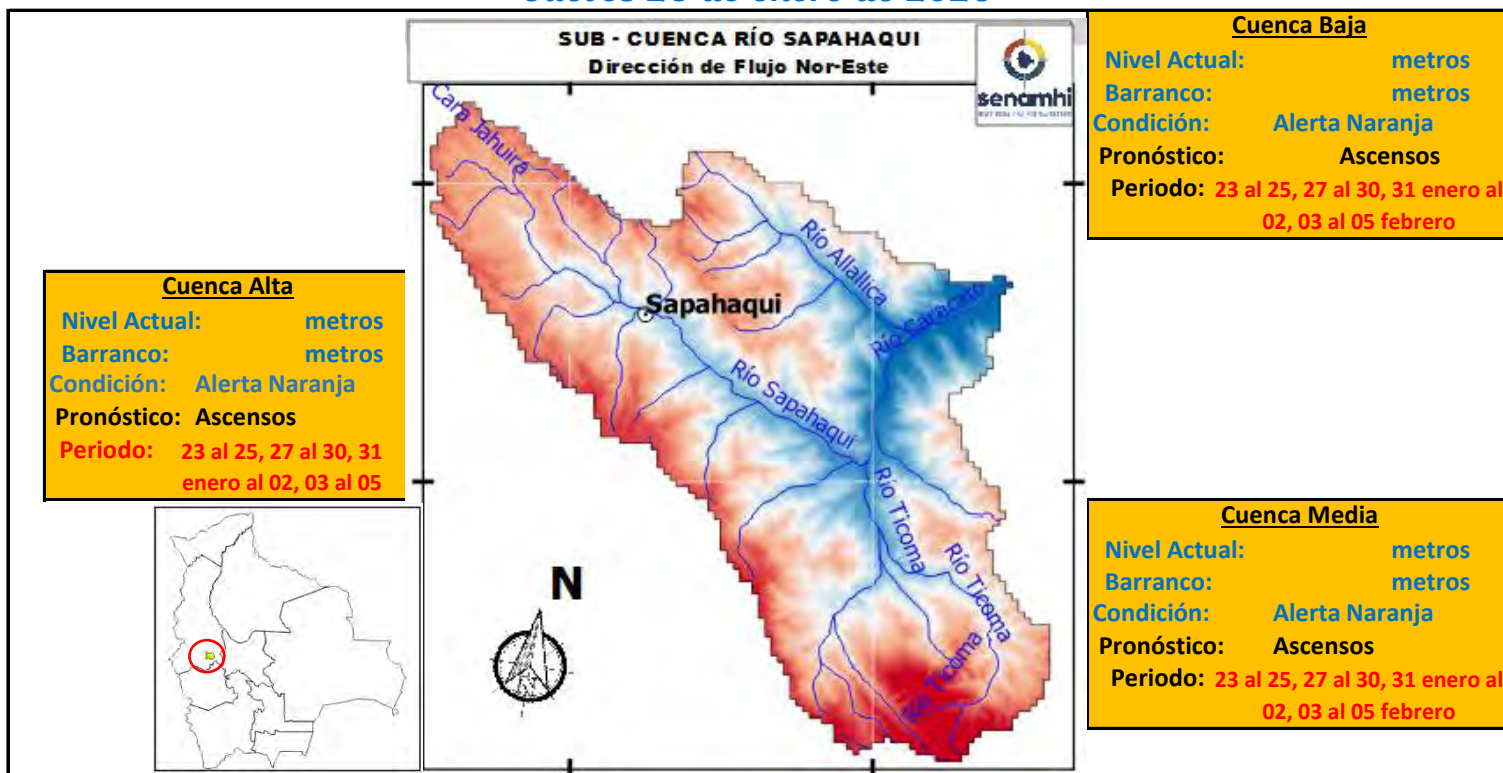 SUB - CUENCA RÍO SAPAHAQUI
Dirección de Flujo Nor-Este
senamhi
Cuenca Baja
Nivel Actual: metros
Barranco: metros
Condición: Alerta Naranja
Pronóstico: Ascensos
Periodo: 23 al 25, 27 al 30, 31 enero al
02, 03 al 05 febrero
Cuenca Alta
Nivel Actual: metros
Barranco: metros
Condición: Alerta Naranja
Pronóstico: Ascensos
Periodo: 23 al 25, 27 al 30, 31
enero al 02, 03 al 05
Cara Jahuira
Río Allallica
Río Caracato
Sapahaqui
Río Sapahaqui
Río Ticoma
Río Ticoma
Río Ticoma
N
Cuenca Media
Nivel Actual: metros
Barranco: metros
Condición: Alerta Naranja
Pronóstico: Ascensos
Periodo: 23 al 25, 27 al 30, 31 enero al
02, 03 al 05 febrero